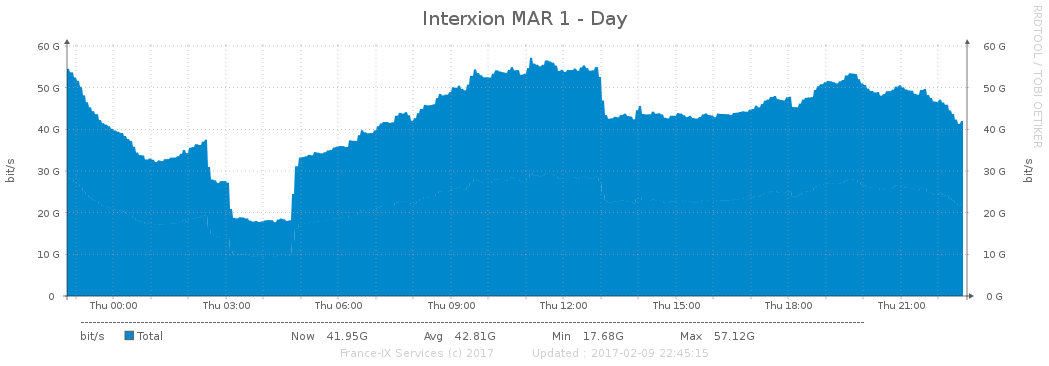 Interxion MAR 1 - Day
RRDTOOL / TOBI OETIKER
60 G 60 G
50 G 50 G
40 G 40 G
30 G 30 G
20 G 20 G
10 G 10 G
0 0 G
bit/s bit/s
Thu 00:00 Thu 03:00 Thu 06:00 Thu 09:00 Thu 12:00 Thu 15:00 Thu 18:00 Thu 21:00
bit/s Total Now 41.95G Avg 42.81G Min 17.68G Max 57.12G
France-IX Services (c) 2017 Updated : 2017-02-09 22:45:15